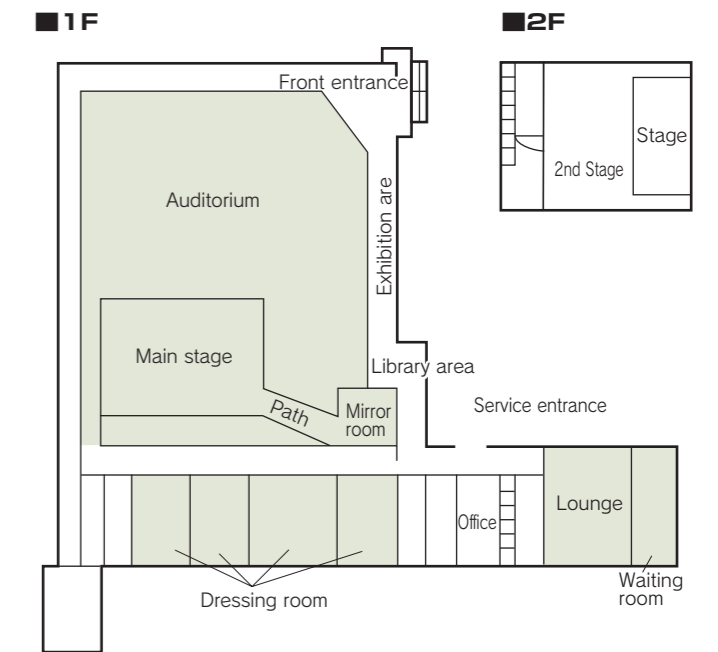 ■1F
■2F
Front entrance
Stage
2nd Stage
Auditorium
Exhibition are
Main stage
Library area
Path
Mirror
room
Service entrance
Office
Lounge
Waiting
room
Dressing room